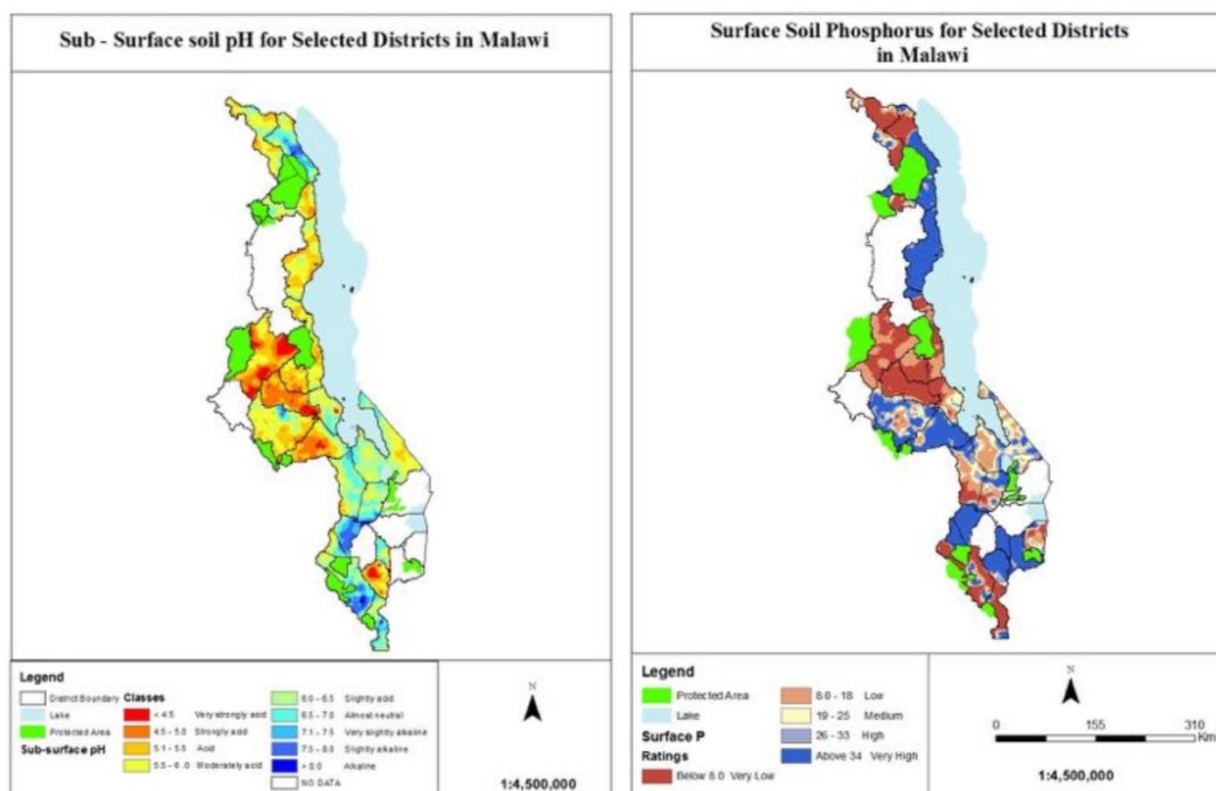 Sub - Surface soil pH for Selected Districts in Malawi
Legend
District Boundary
Lake
Protected Area
Sub-surface pH
Classes
< 4.5 Very strongly acid
4.5 - 5.0 Strongly acid
5.1 - 5.5 Acid
5.5 - 6.0 Moderately acid
6.0 - 6.5 Slightly acid
6.5 - 7.0 Almost neutral
7.1 - 7.5 Very slightly alkaline
7.5 - 8.0 Slightly alkaline
> 8.0 Alkaline
NO DATA
N
1:4,500,000
Surface Soil Phosphorus for Selected Districts
in Malawi
Legend
Protected Area
Lake
Surface P
Ratings
Below 8.0 Very Low
8.0 - 18 Low
19 - 25 Medium
26 - 33 High
Above 34 Very High
N
0 155 310
Km
1:4,500,000